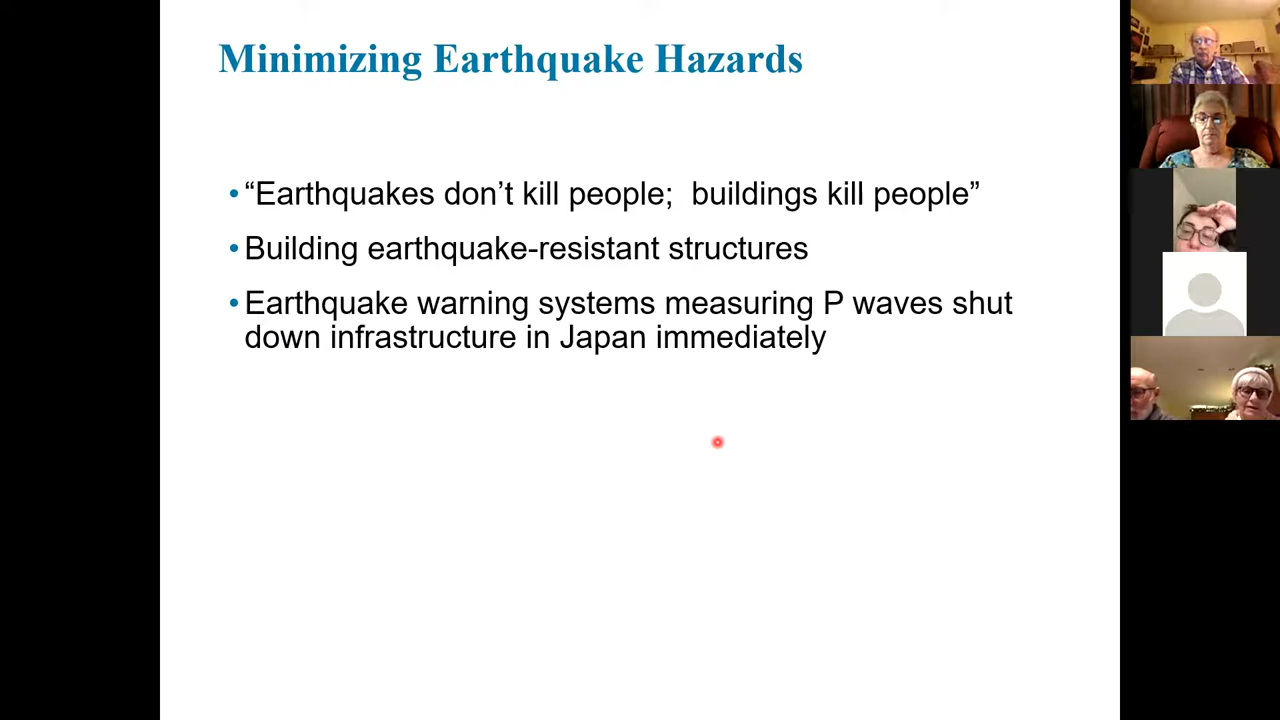 Minimizing Earthquake Hazards
• “Earthquakes don’t kill people;  buildings kill people”
• Building earthquake-resistant structures
• Earthquake warning systems measuring P waves shut
down infrastructure in Japan immediately